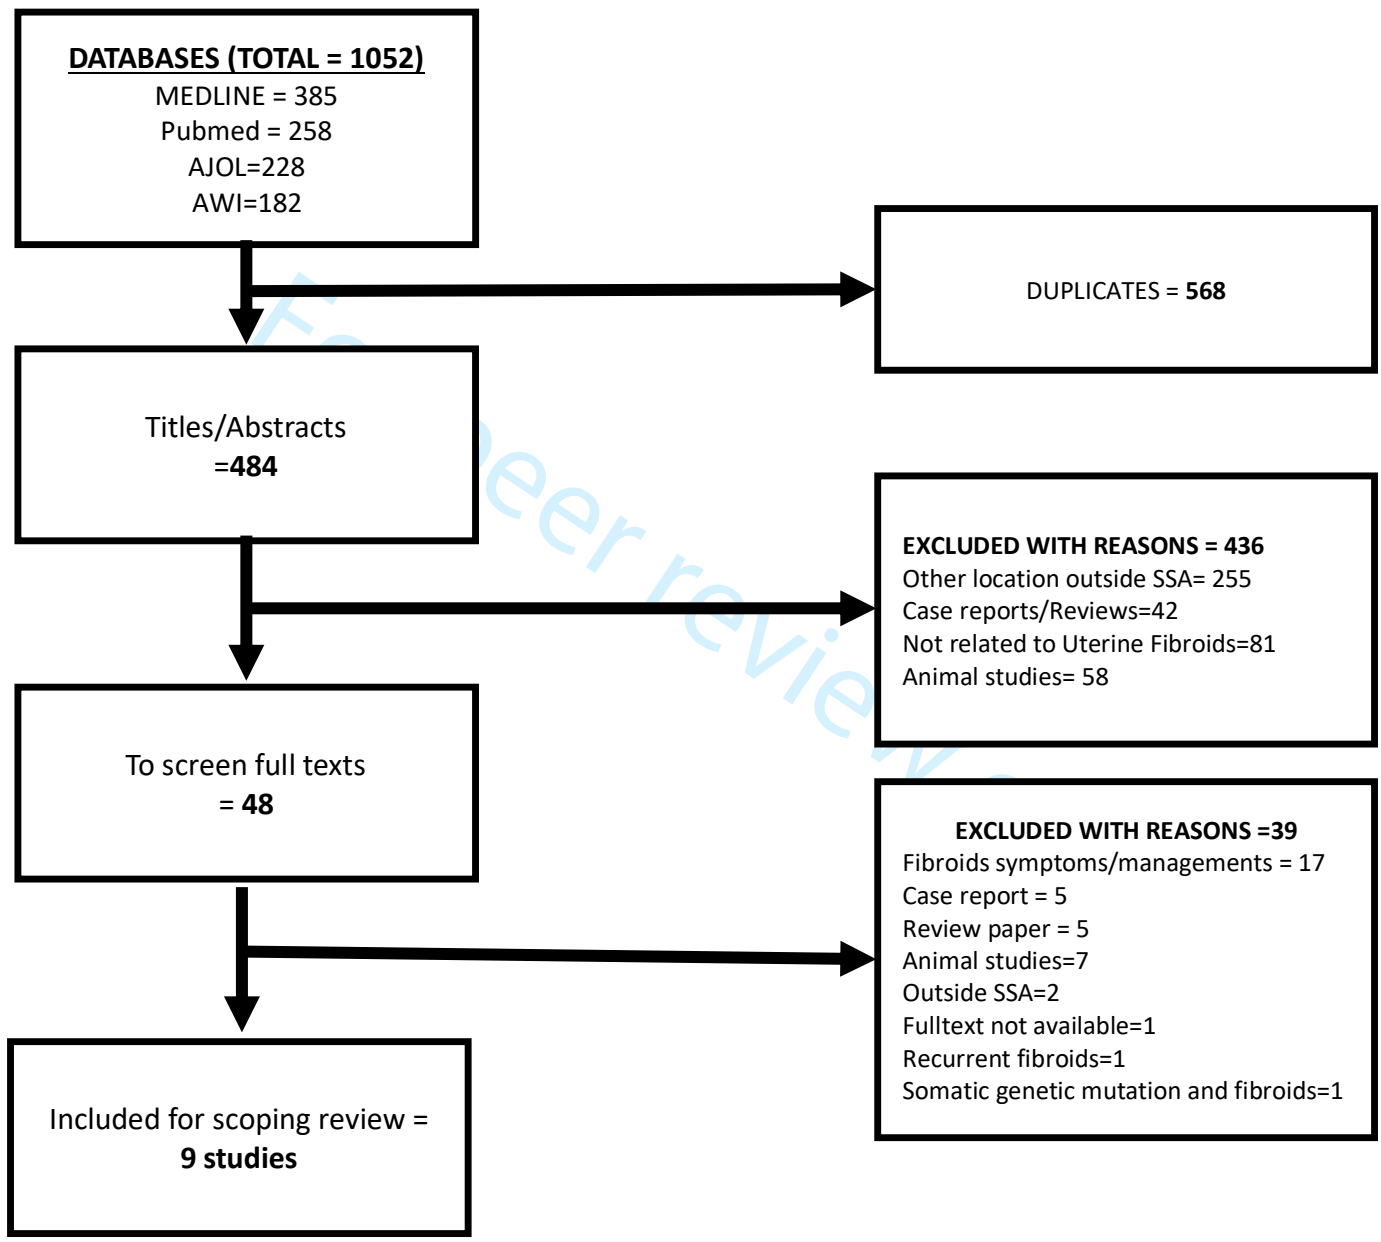 DATABASES (TOTAL = 1052)
MEDLINE = 385
Pubmed = 258
AJOL=228
AWI=182
DUPLICATES = 568
Titles/Abstracts
=484
EXCLUDED WITH REASONS = 436
Other location outside SSA= 255
Case reports/Reviews=42
Not related to Uterine Fibroids=81
Animal studies= 58
To screen full texts
= 48
EXCLUDED WITH REASONS =39
Fibroids symptoms/managements = 17
Case report = 5
Review paper = 5
Animal studies=7
Outside SSA=2
Fulltext not available=1
Recurrent fibroids=1
Somatic genetic mutation and fibroids=1
Included for scoping review =
9 studies
peer review